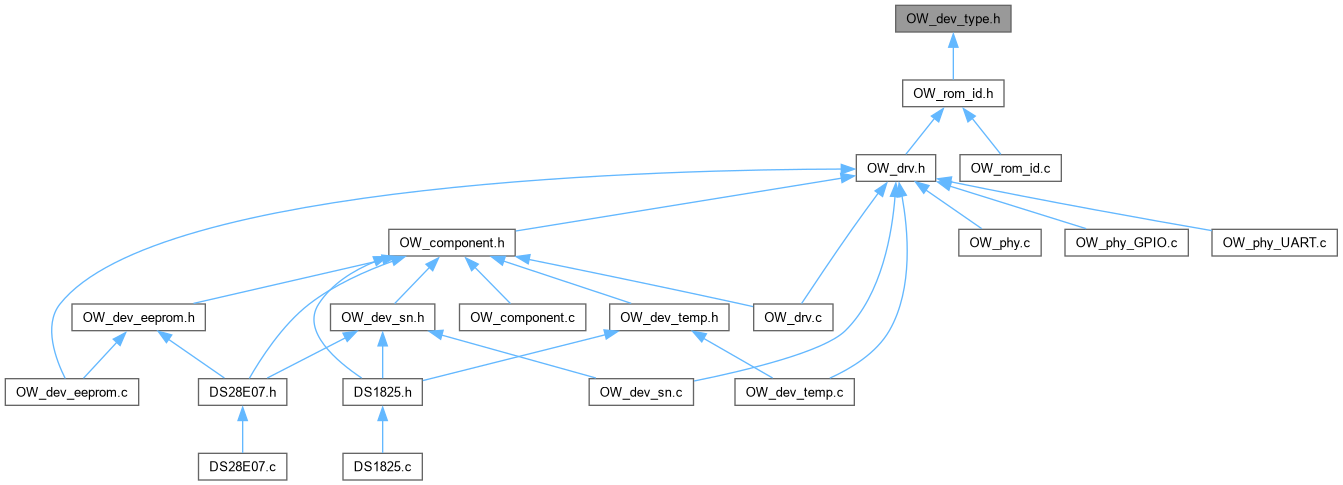 OW_dev_type.h
OW_rom_id.h
OW_drv.h
OW_rom_id.c
OW_component.h
OW_phy.c
OW_phy_GPIO.c
OW_phy_UART.c
OW_dev_eeprom.h
OW_dev_sn.h
OW_component.c
OW_dev_temp.h
OW_drv.c
OW_dev_eeprom.c
DS28E07.h
DS1825.h
OW_dev_sn.c
OW_dev_temp.c
DS28E07.c
DS1825.c